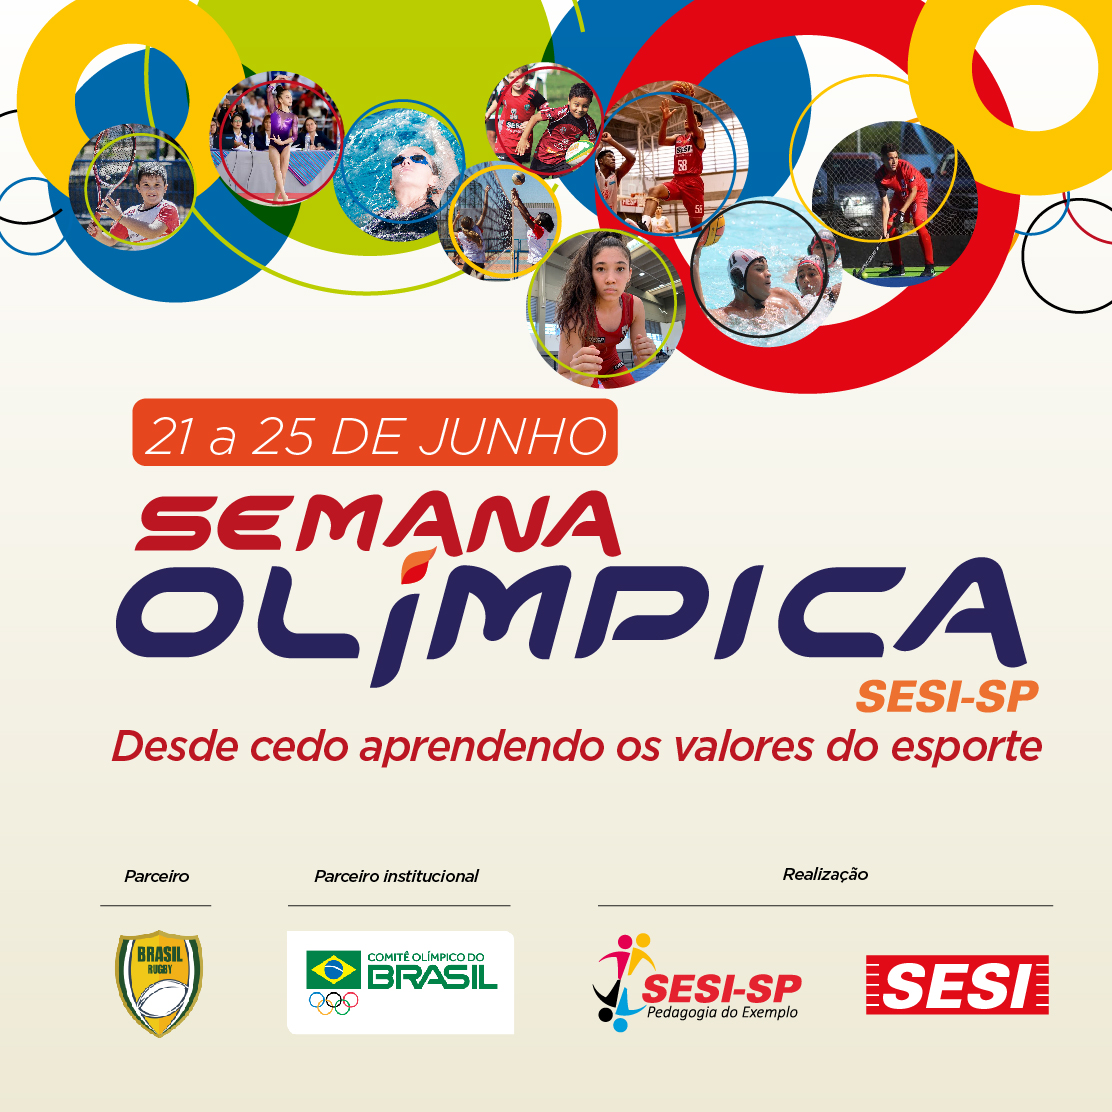 21 a 25 DE JUNHO
SEMANA
OLÍMPICA
SESI-SP
Desde cedo aprendendo os valores do esporte
Parceiro
Parceiro institucional
Realização
BRASIL
RUGBY
COMITÊ OLÍMPICO DO
BRASIL
SESI-SP
Pedagogia do Exemplo
SESI